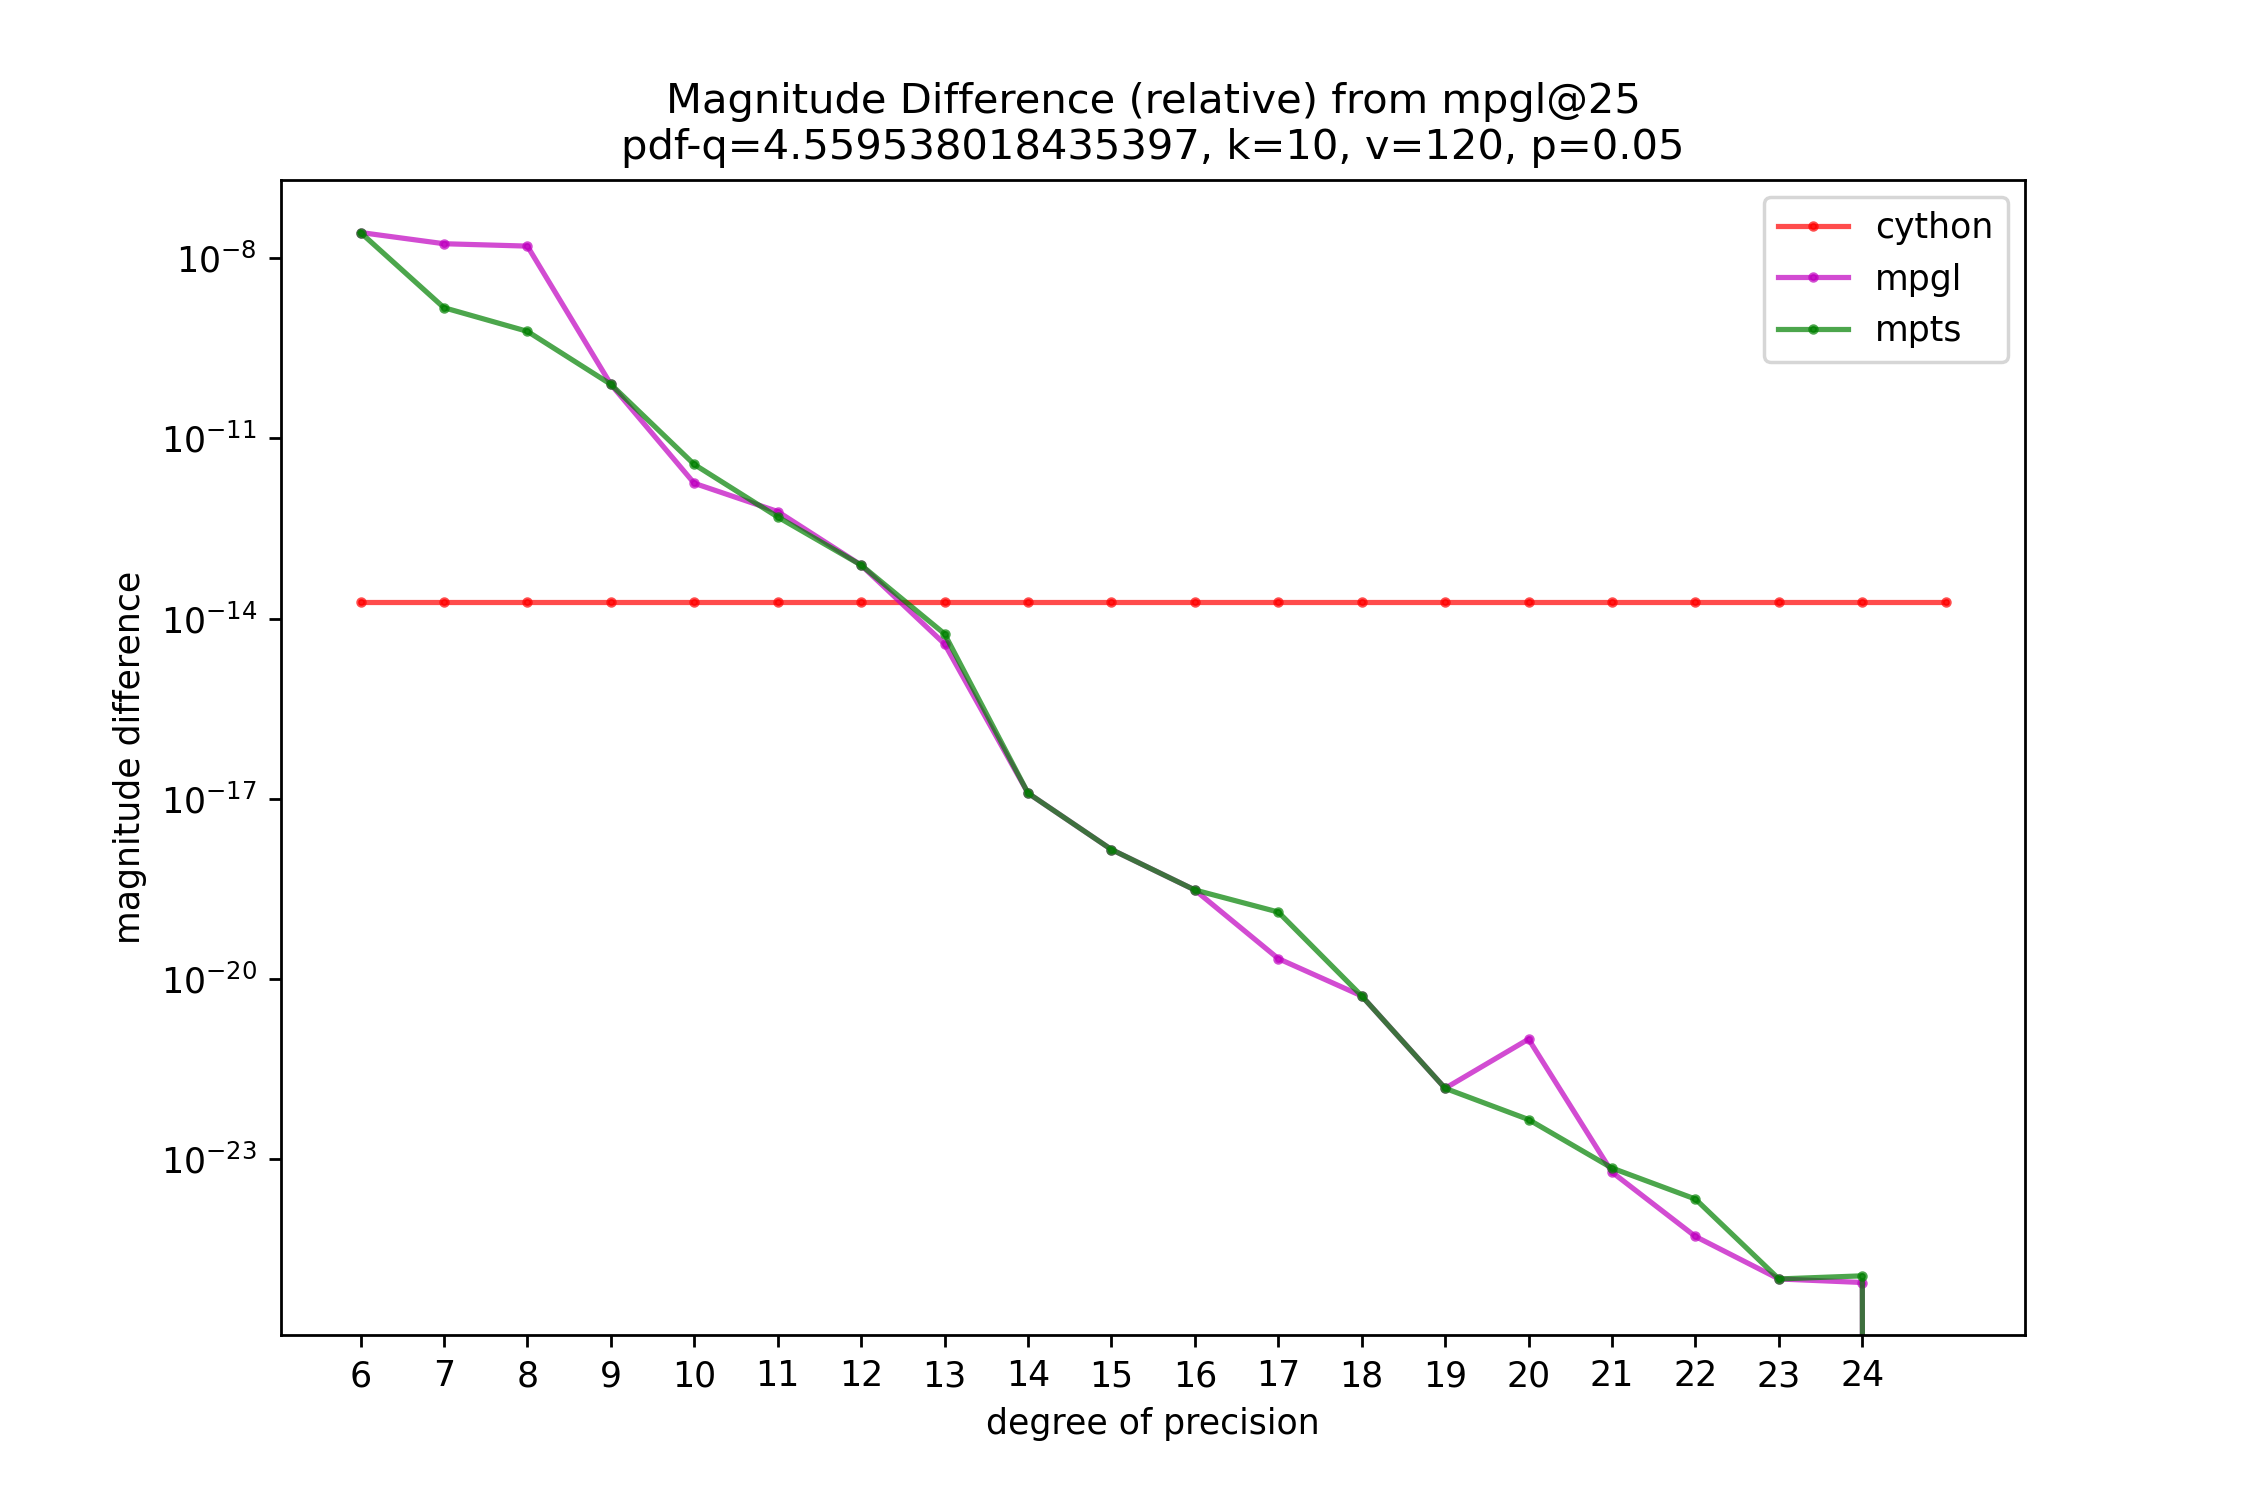 Magnitude Difference (relative) from mpgl@25
pdf-q=4.559538018435397, k=10, v=120, p=0.05
cython
mpgl
mpts
magnitude difference
10⁻⁸
10⁻¹¹
10⁻¹⁴
10⁻¹⁷
10⁻²⁰
10⁻²³
6 7 8 9 10 11 12 13 14 15 16 17 18 19 20 21 22 23 24
degree of precision